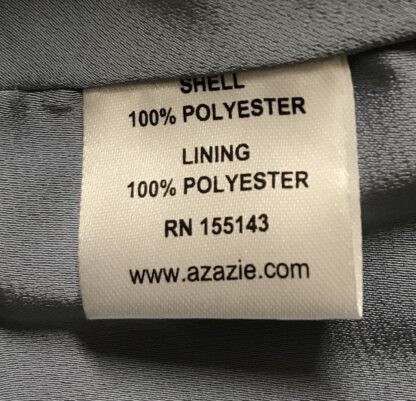 SHELL
100% POLYESTER
LINING
100% POLYESTER
RN 155143
www.azazie.com